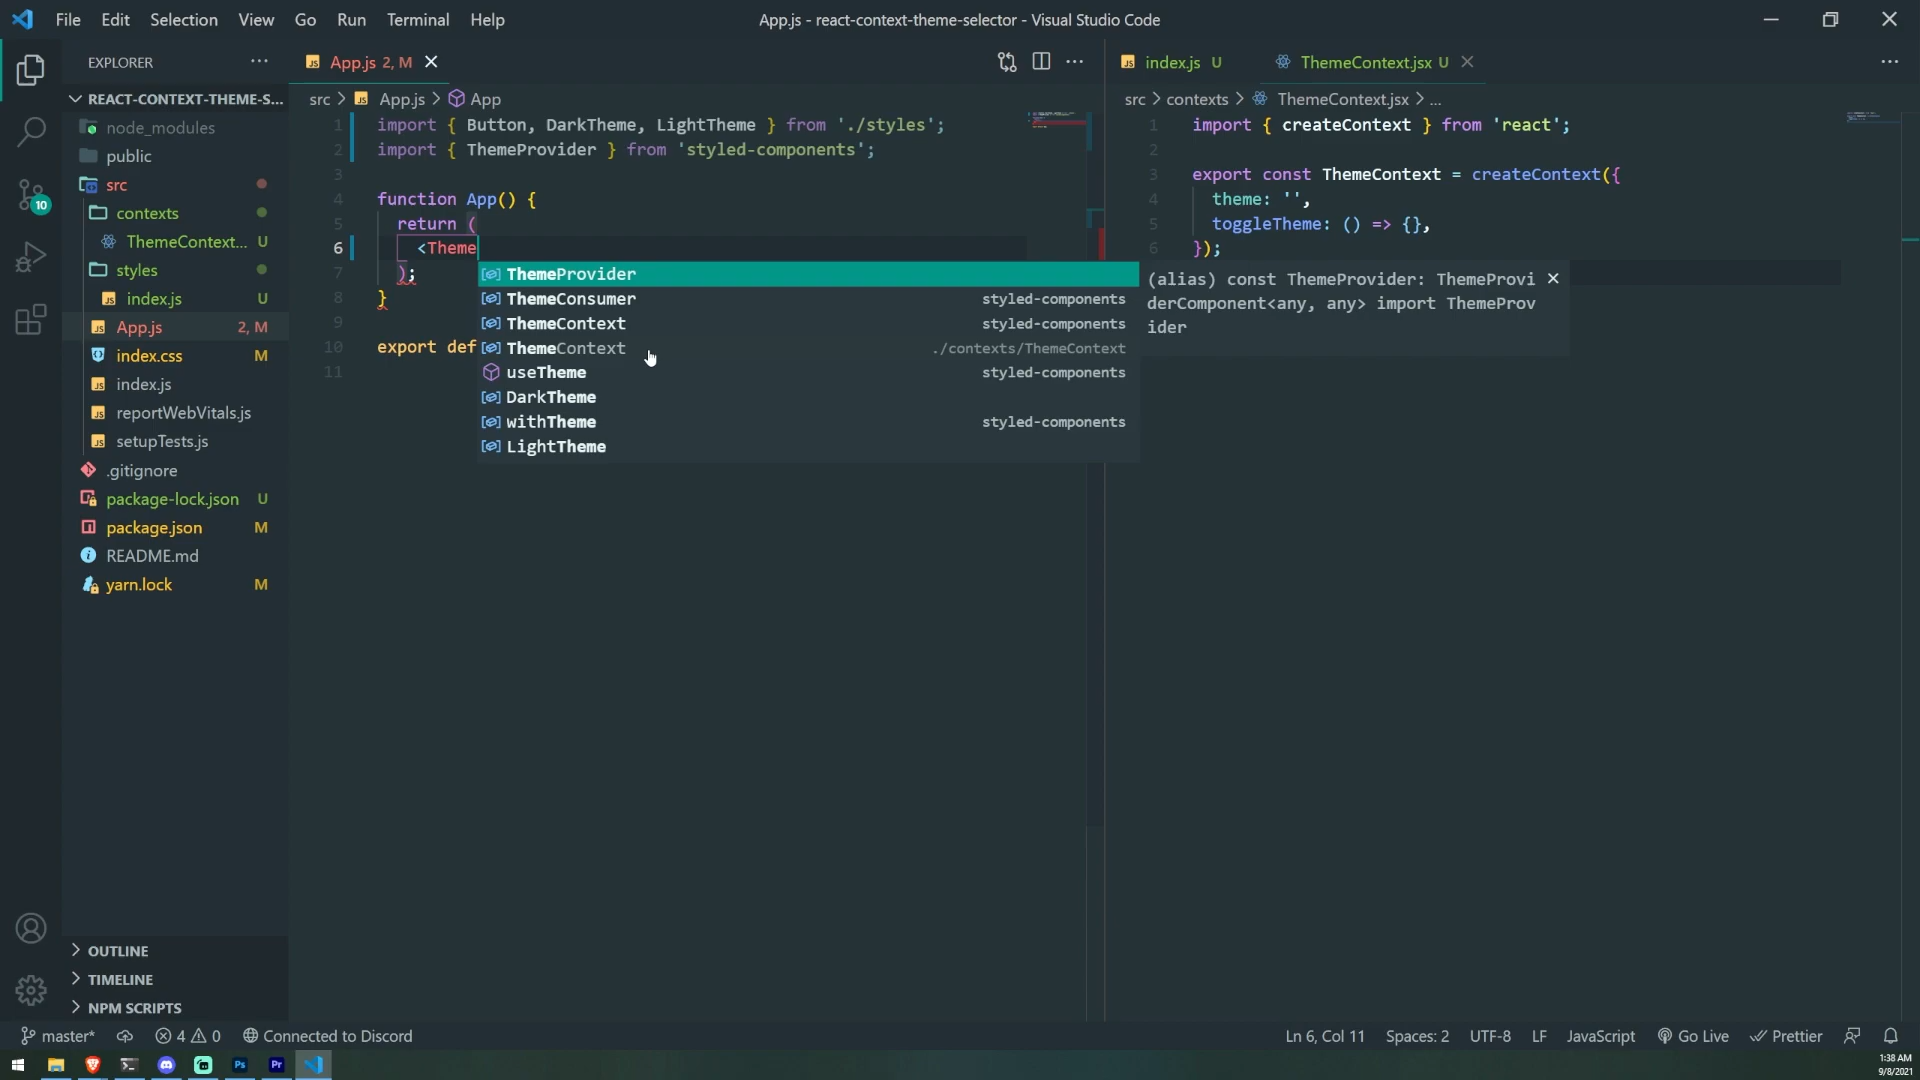 File Edit Selection View Go Run Terminal Help
App.js - react-context-theme-selector - Visual Studio Code
EXPLORER
REACT-CONTEXT-THEME-S...
node_modules
public
src
contexts
ThemeContext... U
styles
index.js U
App.js 2, M
index.css M
index.js
reportWebVitals.js
setupTests.js
.gitignore
package-lock.json U
package.json M
README.md
yarn.lock M
OUTLINE
TIMELINE
NPM SCRIPTS
10
App.js 2, M
src > App.js > App
1 import { Button, DarkTheme, LightTheme } from './styles';
2 import { ThemeProvider } from 'styled-components';
3
4 function App() {
5 return (
6 <Theme
7 );
8 }
9
10 export def
11
ThemeProvider
ThemeConsumer styled-components
ThemeContext styled-components
ThemeContext ./contexts/ThemeContext
useTheme styled-components
DarkTheme
withTheme styled-components
LightTheme
index.js U ThemeContext.jsx U
src > contexts > ThemeContext.jsx > ...
1 import { createContext } from 'react';
2
3 export const ThemeContext = createContext({
4 theme: '',
5 toggleTheme: () => {},
6 });
(alias) const ThemeProvider: ThemeProvi
derComponent<any, any> import ThemeProv
ider
master* 4 0 Connected to Discord
Ln 6, Col 11 Spaces: 2 UTF-8 LF JavaScript Go Live Prettier
Ps Pr
1:38 AM
9/8/2021